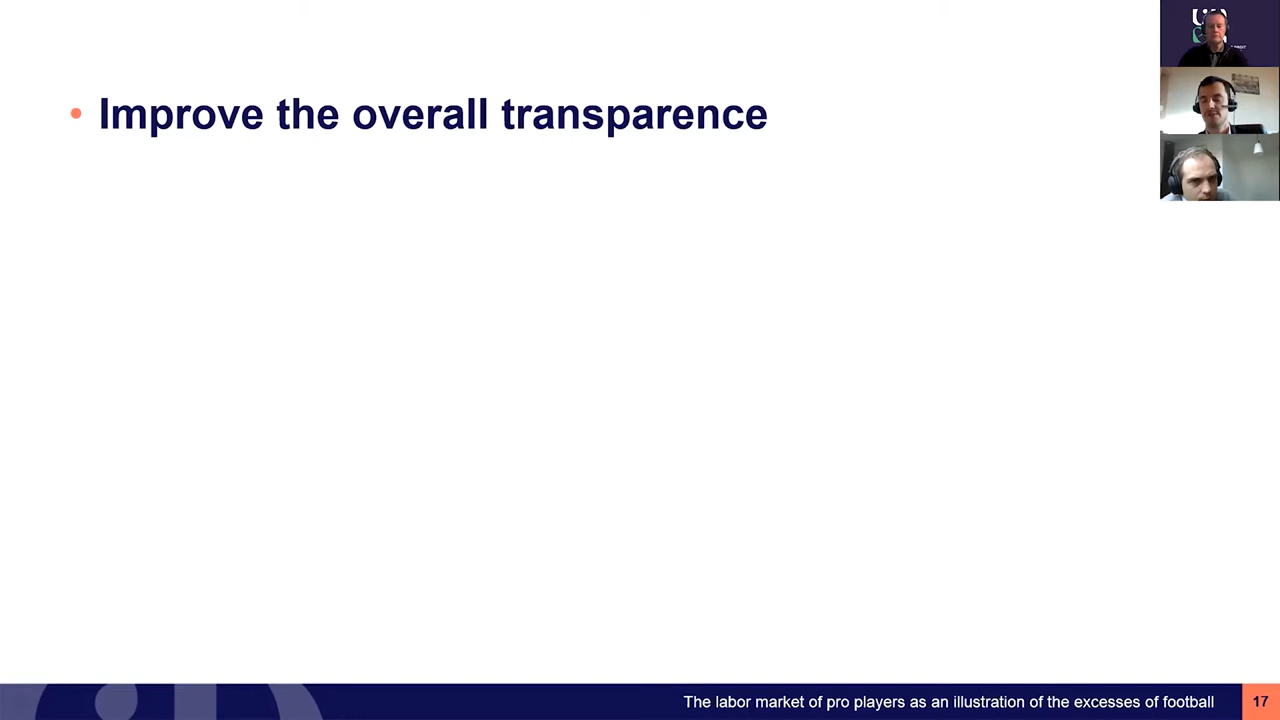 • Improve the overall transparence
The labor market of pro players as an illustration of the excesses of football
17